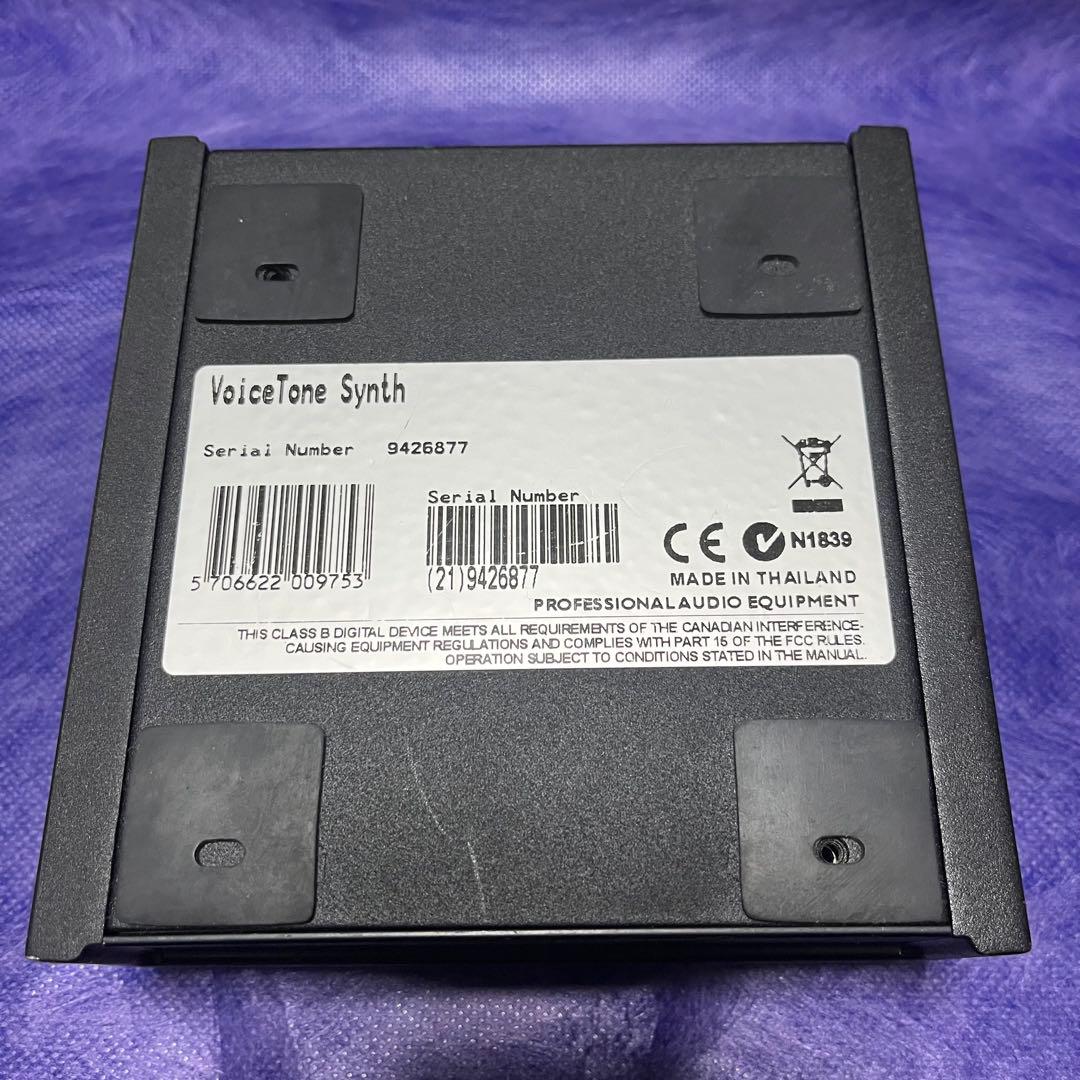 VoiceTone Synth
Serial Number 9426877
Serial Number
5 706622 009753
(21)9426877
CE N1839
MADE IN THAILAND
PROFESSIONAL AUDIO EQUIPMENT
THIS CLASS B DIGITAL DEVICE MEETS ALL REQUIREMENTS OF THE CANADIAN INTERFERENCE-
CAUSING EQUIPMENT REGULATIONS AND COMPLIES WITH PART 15 OF THE FCC RULES.
OPERATION SUBJECT TO CONDITIONS STATED IN THE MANUAL.